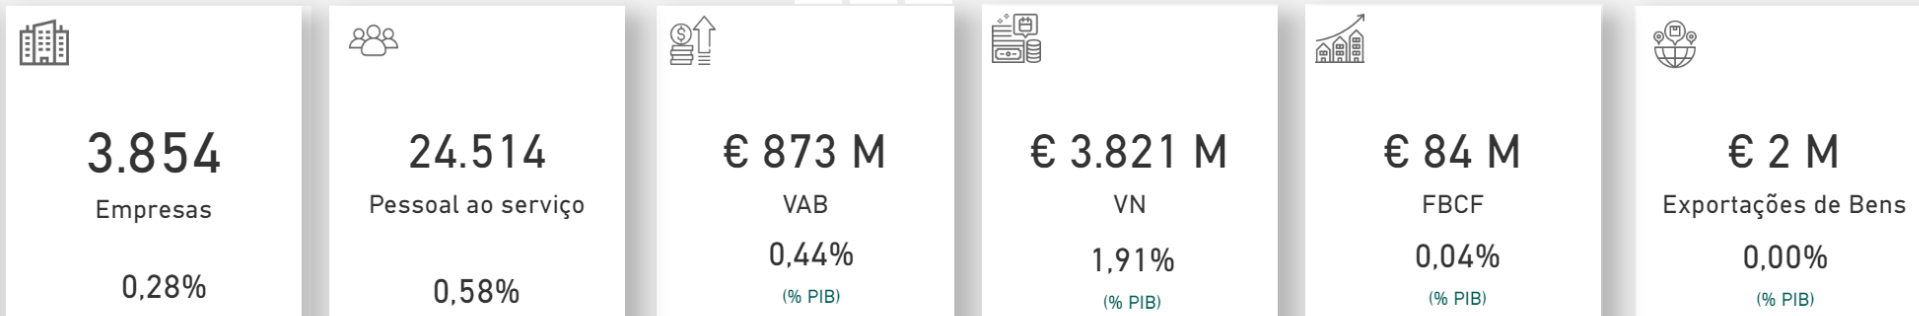 3.854
Empresas
0,28%
24.514
Pessoal ao serviço
0,58%
€ 873 M
VAB
0,44%
(% PIB)
€ 3.821 M
VN
1,91%
(% PIB)
€ 84 M
FBCF
0,04%
(% PIB)
€ 2 M
Exportações de Bens
0,00%
(% PIB)